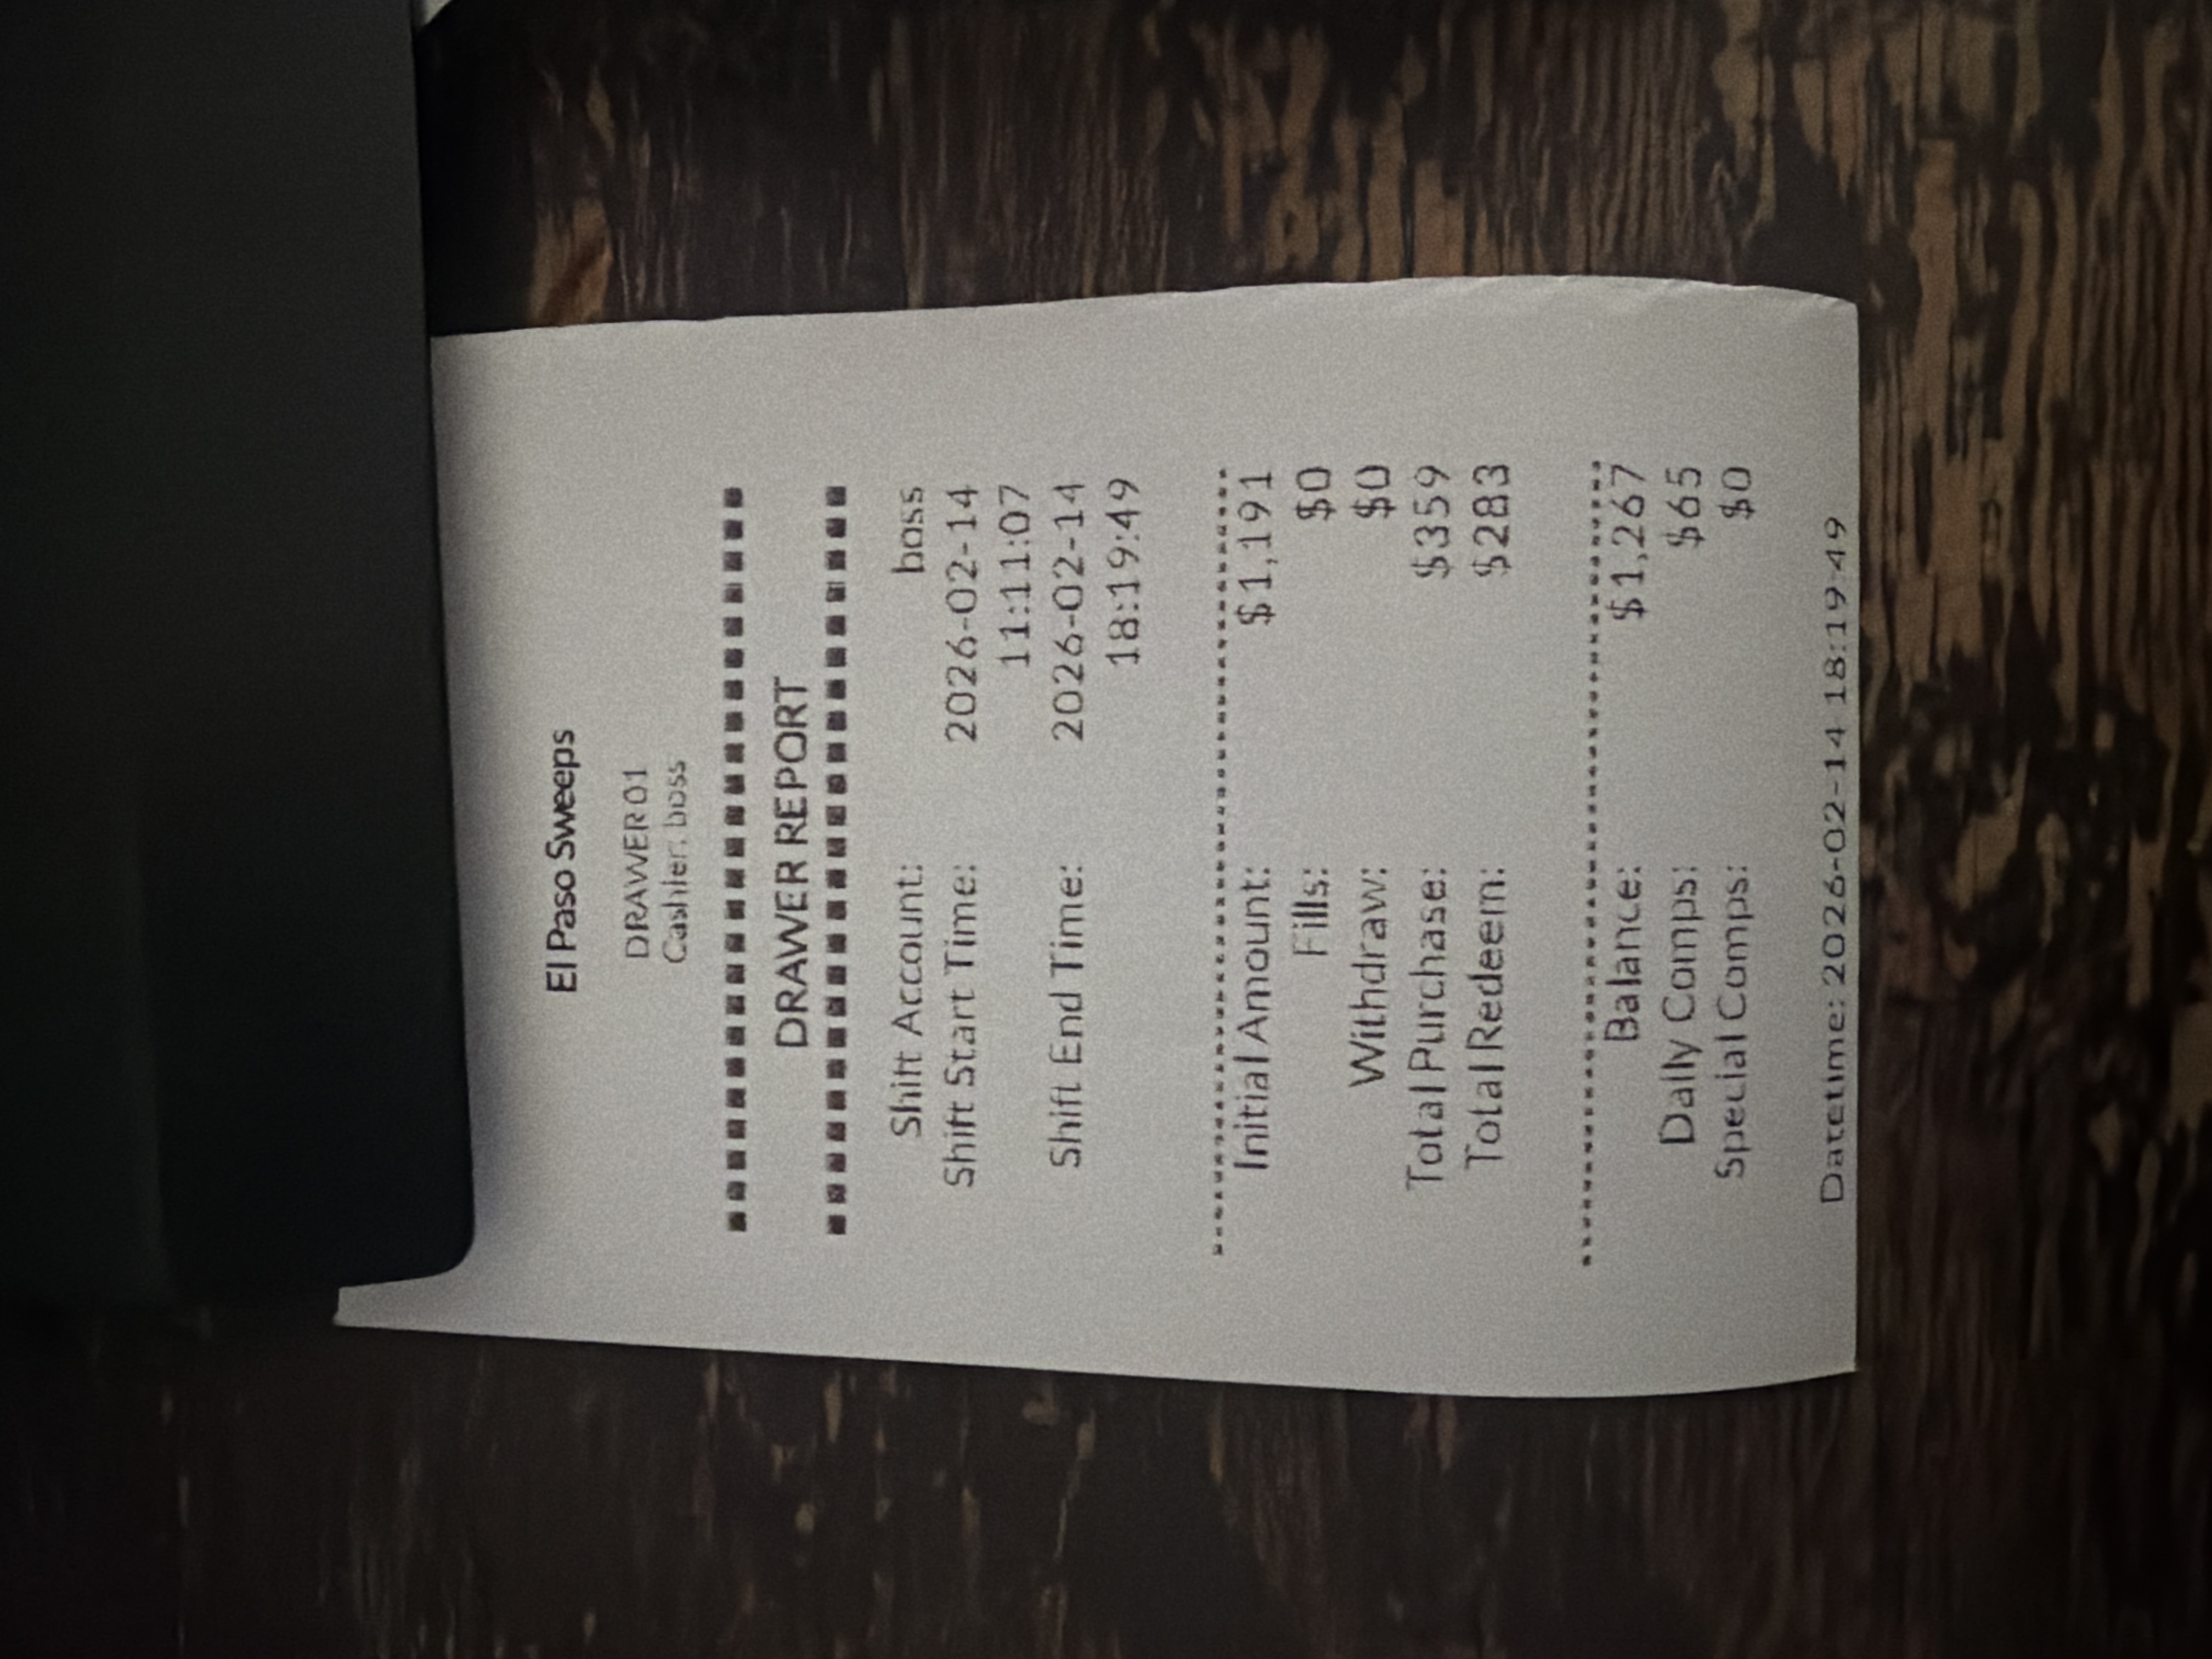 El Paso Sweeps
DRAWER 01
Cashier: boss
DRAWER REPORT
Shift Account: boss
Shift Start Time: 2026-02-14
11:11:07
Shift End Time: 2026-02-14
18:19:49
Initial Amount: $1,191
Fills: $0
Withdraw: $0
Total Purchase: $359
Total Redeem: $283
Balance: $1,267
Daily Comps: $65
Special Comps: $0
Datetime: 2026-02-14 18:19:49